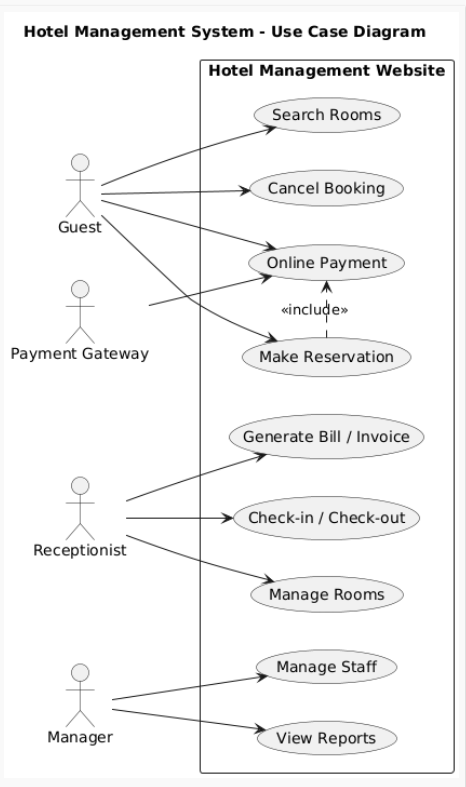 Hotel Management System - Use Case Diagram
Hotel Management Website
Search Rooms
Cancel Booking
Guest
Online Payment
«include»
Payment Gateway
Make Reservation
Generate Bill / Invoice
Check-in / Check-out
Receptionist
Manage Rooms
Manage Staff
Manager
View Reports